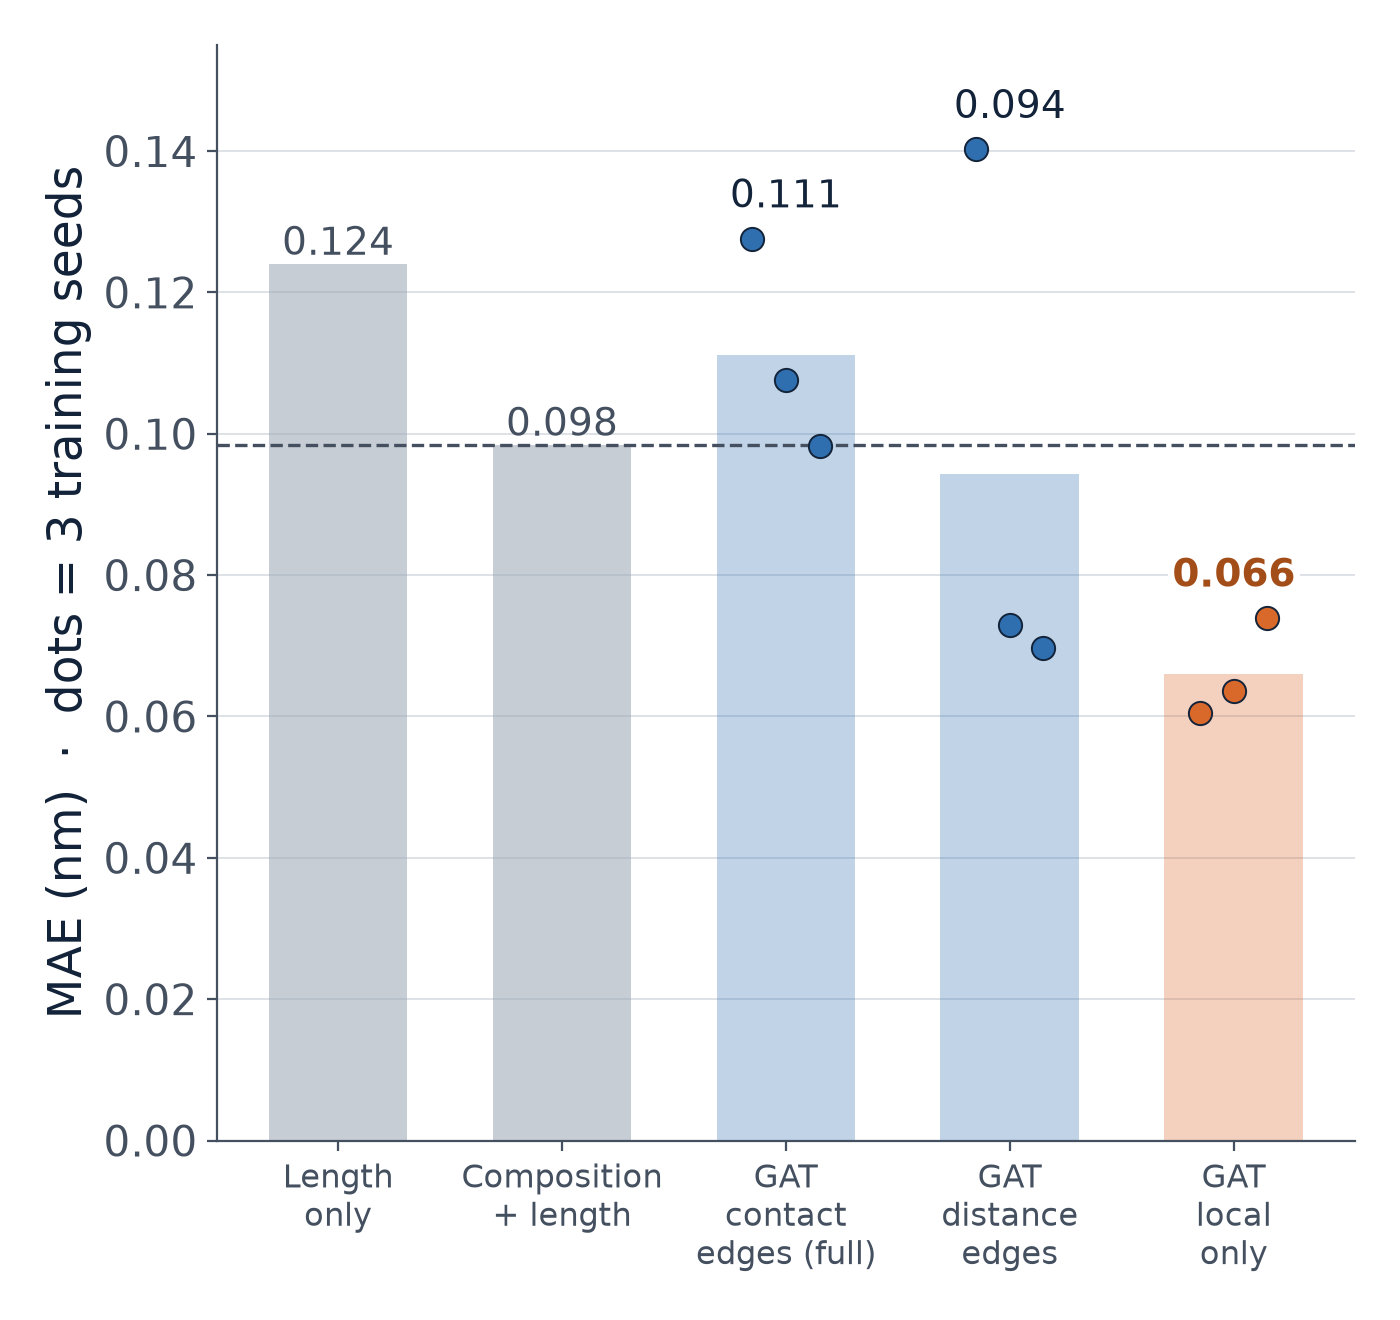 MAE (nm) · dots = 3 training seeds
0.14
0.12
0.10
0.08
0.06
0.04
0.02
0.00
0.124
0.098
0.111
0.094
0.066
Length
only
Composition
+ length
GAT
contact
edges (full)
GAT
distance
edges
GAT
local
only